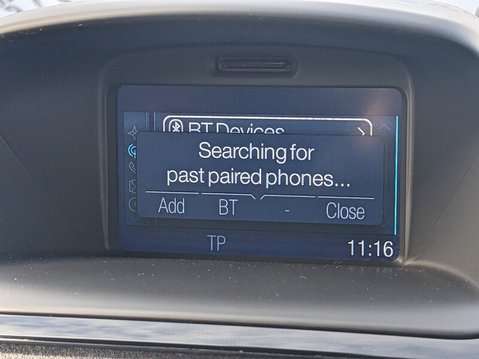 BT Devices
Searching for
past paired phones...
Add BT - Close
TP 11:16